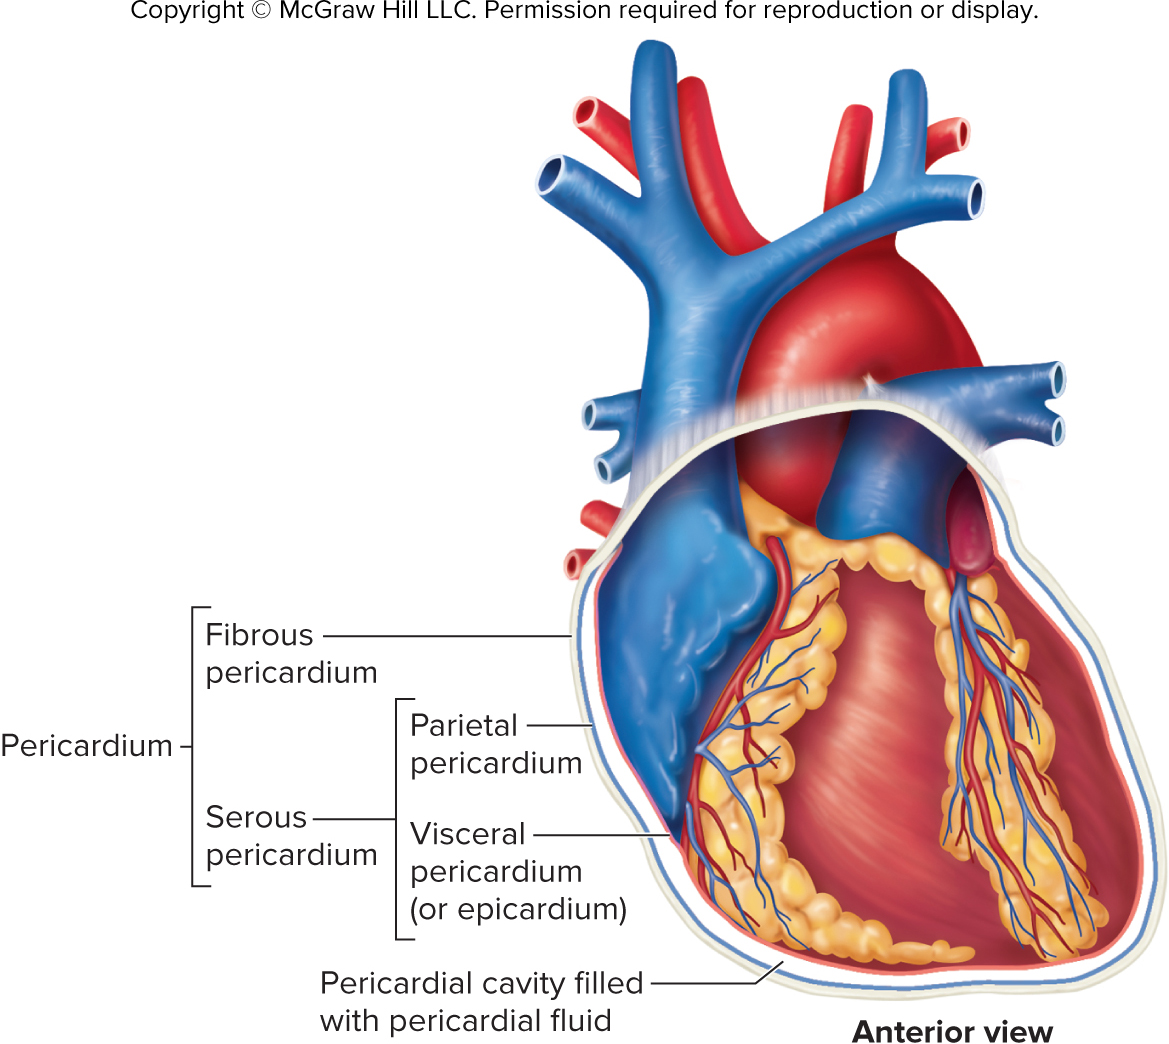 Copyright © McGraw Hill LLC. Permission required for reproduction or display.
Fibrous
pericardium
Parietal
pericardium
Pericardium
Serous
pericardium
Visceral
pericardium
(or epicardium)
Pericardial cavity filled
with pericardial fluid
Anterior view